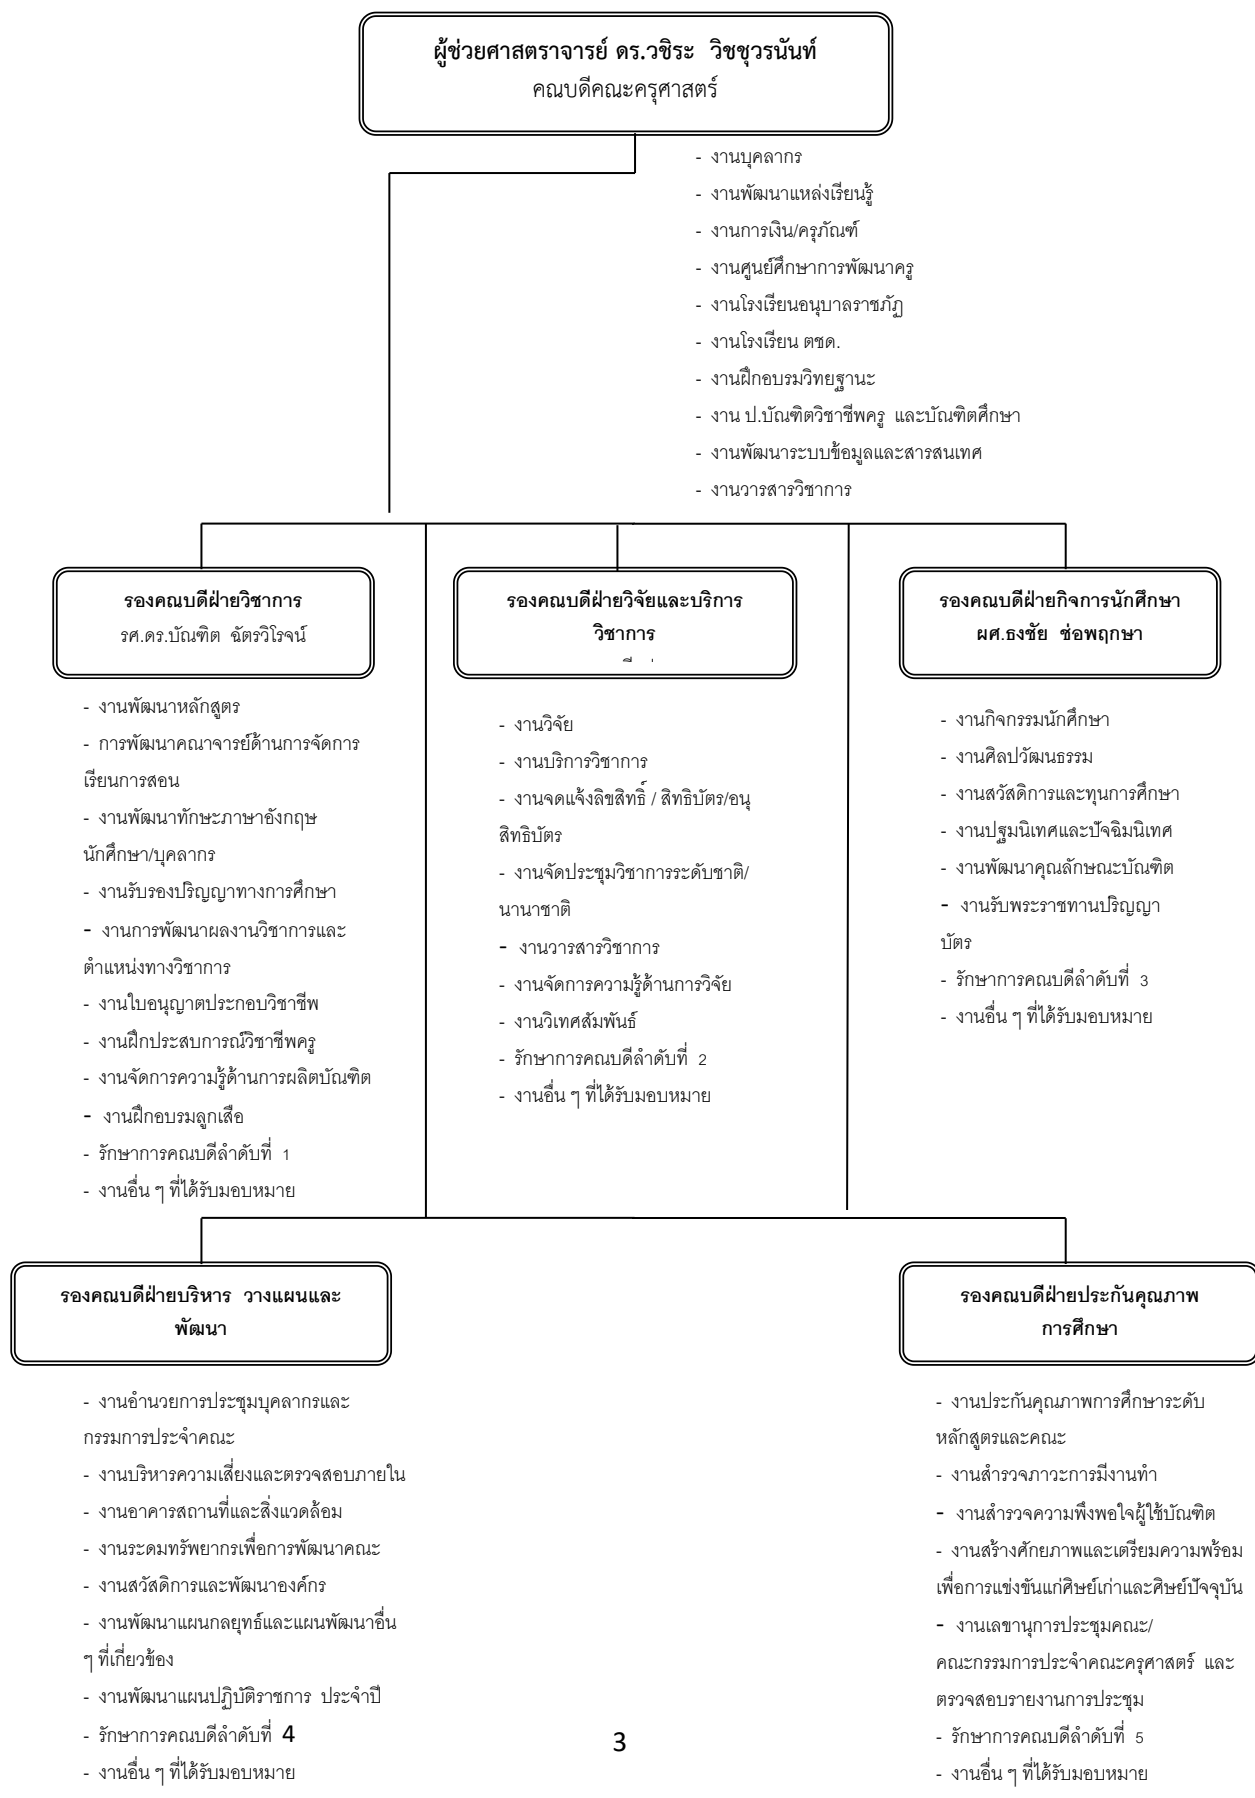 ผู้ช่วยศาสตราจารย์ ดร.วชิระ วิชชุวรนันท์
คณบดีคณะครุศาสตร์
- งานบุคลากร
- งานพัฒนาแหล่งเรียนรู้
- งานการเงิน/ครุภัณฑ์
- งานศูนย์ศึกษาการพัฒนาครู
- งานโรงเรียนอนุบาลราชภัฏ
- งานโรงเรียน ตชด.
- งานฝึกอบรมวิทยฐานะ
- งาน ป.บัณฑิตวิชาชีพครู และบัณฑิตศึกษา
- งานพัฒนาระบบข้อมูลและสารสนเทศ
- งานวารสารวิชาการ
รองคณบดีฝ่ายวิชาการ
รศ.ดร.บัณฑิต ฉัตรวิโรจน์
- งานพัฒนาหลักสูตร
- การพัฒนาคณาจารย์ด้านการจัดการ
เรียนการสอน
- งานพัฒนาทักษะภาษาอังกฤษ
นักศึกษา/บุคลากร
- งานรับรองปริญญาทางการศึกษา
- งานการพัฒนาผลงานวิชาการและ
ตำแหน่งทางวิชาการ
- งานใบอนุญาตประกอบวิชาชีพ
- งานฝึกประสบการณ์วิชาชีพครู
- งานจัดการความรู้ด้านการผลิตบัณฑิต
- งานฝึกอบรมลูกเสือ
- รักษาการคณบดีลำดับที่ 1
- งานอื่น ๆ ที่ได้รับมอบหมาย
รองคณบดีฝ่ายวิจัยและบริการ
วิชาการ
- งานวิจัย
- งานบริการวิชาการ
- งานจดแจ้งลิขสิทธิ์ / สิทธิบัตร/อนุ
สิทธิบัตร
- งานจัดประชุมวิชาการระดับชาติ/
นานาชาติ
- งานวารสารวิชาการ
- งานจัดการความรู้ด้านการวิจัย
- งานวิเทศสัมพันธ์
- รักษาการคณบดีลำดับที่ 2
- งานอื่น ๆ ที่ได้รับมอบหมาย
รองคณบดีฝ่ายกิจการนักศึกษา
ผศ.ธงชัย ช่อพฤกษา
- งานกิจกรรมนักศึกษา
- งานศิลปวัฒนธรรม
- งานสวัสดิการและทุนการศึกษา
- งานปฐมนิเทศและปัจฉิมนิเทศ
- งานพัฒนาคุณลักษณะบัณฑิต
- งานรับพระราชทานปริญญา
บัตร
- รักษาการคณบดีลำดับที่ 3
- งานอื่น ๆ ที่ได้รับมอบหมาย
รองคณบดีฝ่ายบริหาร วางแผนและ
พัฒนา
- งานอำนวยการประชุมบุคลากรและ
กรรมการประจำคณะ
- งานบริหารความเสี่ยงและตรวจสอบภายใน
- งานอาคารสถานที่และสิ่งแวดล้อม
- งานระดมทรัพยากรเพื่อการพัฒนาคณะ
- งานสวัสดิการและพัฒนาองค์กร
- งานพัฒนาแผนกลยุทธ์และแผนพัฒนาอื่น
ๆ ที่เกี่ยวข้อง
- งานพัฒนาแผนปฏิบัติราชการ ประจำปี
- รักษาการคณบดีลำดับที่ 4
- งานอื่น ๆ ที่ได้รับมอบหมาย
รองคณบดีฝ่ายประกันคุณภาพ
การศึกษา
- งานประกันคุณภาพการศึกษาระดับ
หลักสูตรและคณะ
- งานสำรวจภาวะการมีงานทำ
- งานสำรวจความพึงพอใจผู้ใช้บัณฑิต
- งานสร้างศักยภาพและเตรียมความพร้อม
เพื่อการแข่งขันแก่ศิษย์เก่าและศิษย์ปัจจุบัน
- งานเลขานุการประชุมคณะ/
คณะกรรมการประจำคณะครุศาสตร์ และ
ตรวจสอบรายงานการประชุม
- รักษาการคณบดีลำดับที่ 5
- งานอื่น ๆ ที่ได้รับมอบหมาย
3